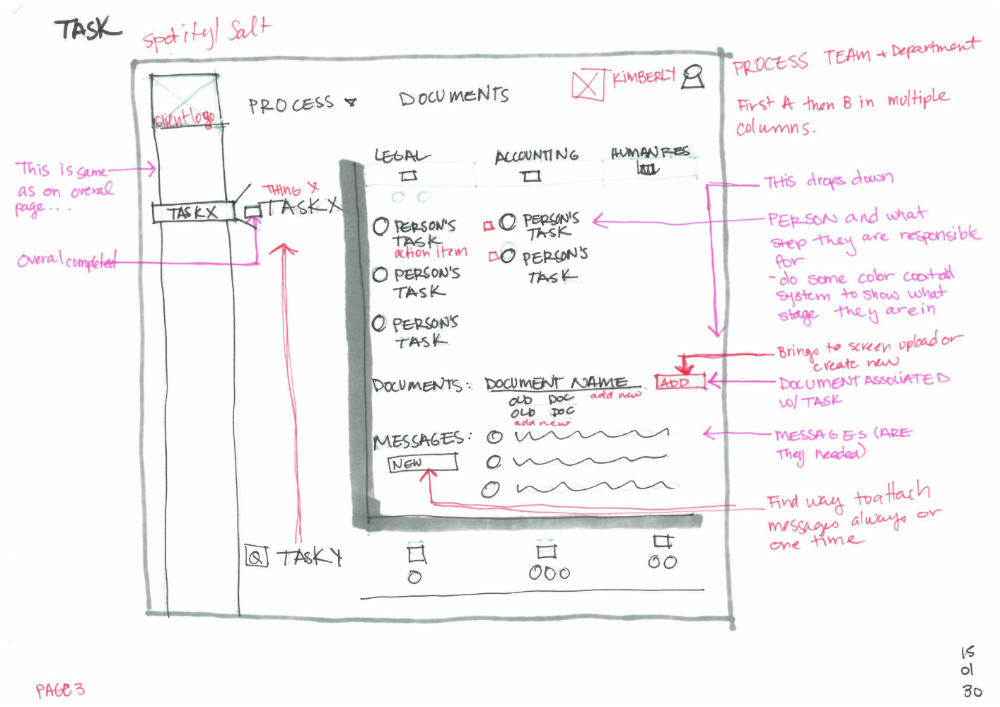 TASK
spotify/ Salt
client logo
PROCESS
DOCUMENTS
KIMBERLY
PROCESS TEAM + Department
First A then B in multiple
columns.
This is same
as on overal
page...
TASK X
THING X
TASKX
Overal completed
LEGAL
ACCOUNTING
HUMAN RES
PERSON'S
TASK
action item
PERSON'S
TASK
PERSON'S
TASK
PERSON'S
TASK
PERSON'S
TASK
THis drops down
PERSON and what
step they are responsible
for
- do some color
system to show what
stage they are in
Brings to screen upload or
create new
DOCUMENTS:
DOCUMENT NAME
add new
ADD
OLD DOC
OLD DOC
add new
DOCUMENT ASSOCIATED
W/ TASK
MESSAGES:
NEW
MESSAGES (ARE
They needed)
Find way to attach
messages always or
one time
Q TASK Y
15
01
30
PAGE 3